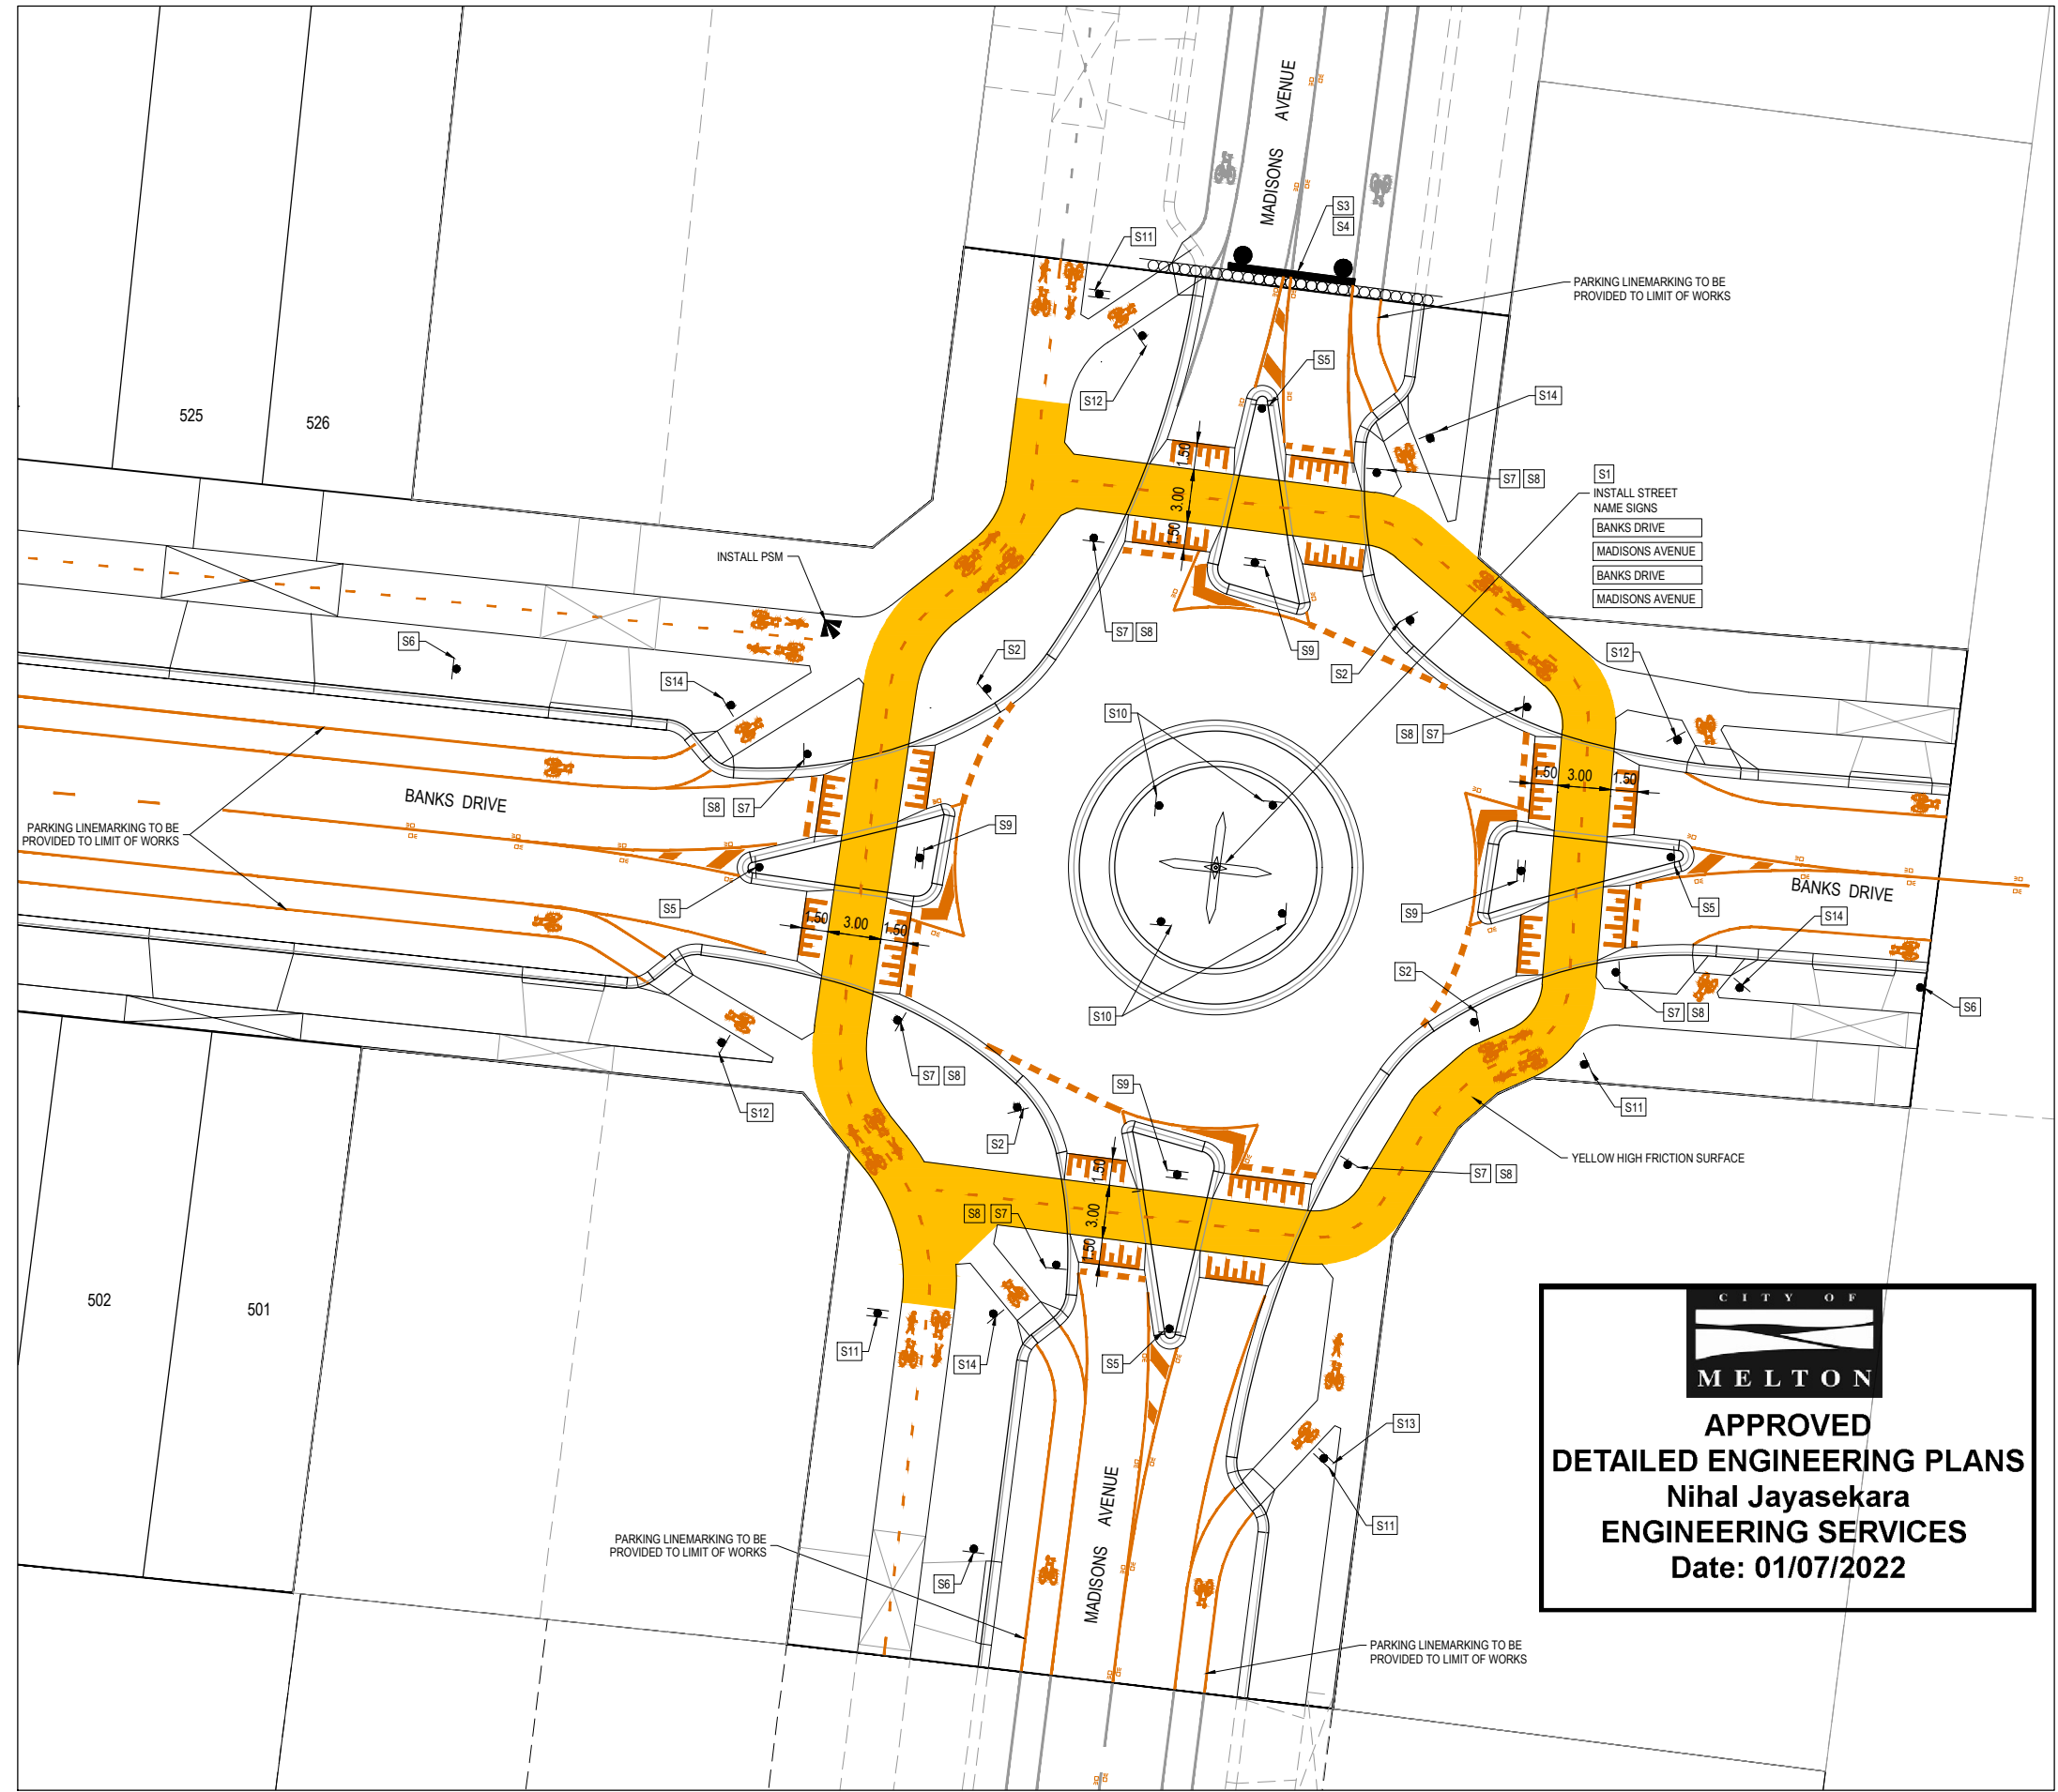 MADISONS AVENUE
S3
S4
S11
PARKING LINEMARKING TO BE
PROVIDED TO LIMIT OF WORKS
S5
S12
S14
525
526
1.50
3.00
1.50
S7 S8
S1
INSTALL STREET
NAME SIGNS
BANKS DRIVE
MADISONS AVENUE
BANKS DRIVE
MADISONS AVENUE
INSTALL PSM
S7 S8
S6
S2
S9
S2
S12
S14
S10
S8 S7
1.50 3.00 1.50
BANKS DRIVE
S8 S7
S9
PARKING LINEMARKING TO BE
PROVIDED TO LIMIT OF WORKS
BANKS DRIVE
S5
S9
S5
S14
1.50 3.00 1.50
S2
S10
S7 S8
S6
S7 S8
S9
S12
S2
S11
YELLOW HIGH FRICTION SURFACE
1.50
3.00
1.50
S7 S8
S8 S7
502
501
S11
S14
S5
S13
S11
MADISONS AVENUE
PARKING LINEMARKING TO BE
PROVIDED TO LIMIT OF WORKS
S6
PARKING LINEMARKING TO BE
PROVIDED TO LIMIT OF WORKS
CITY OF
MELTON
APPROVED
DETAILED ENGINEERING PLANS
Nihal Jayasekara
ENGINEERING SERVICES
Date: 01/07/2022